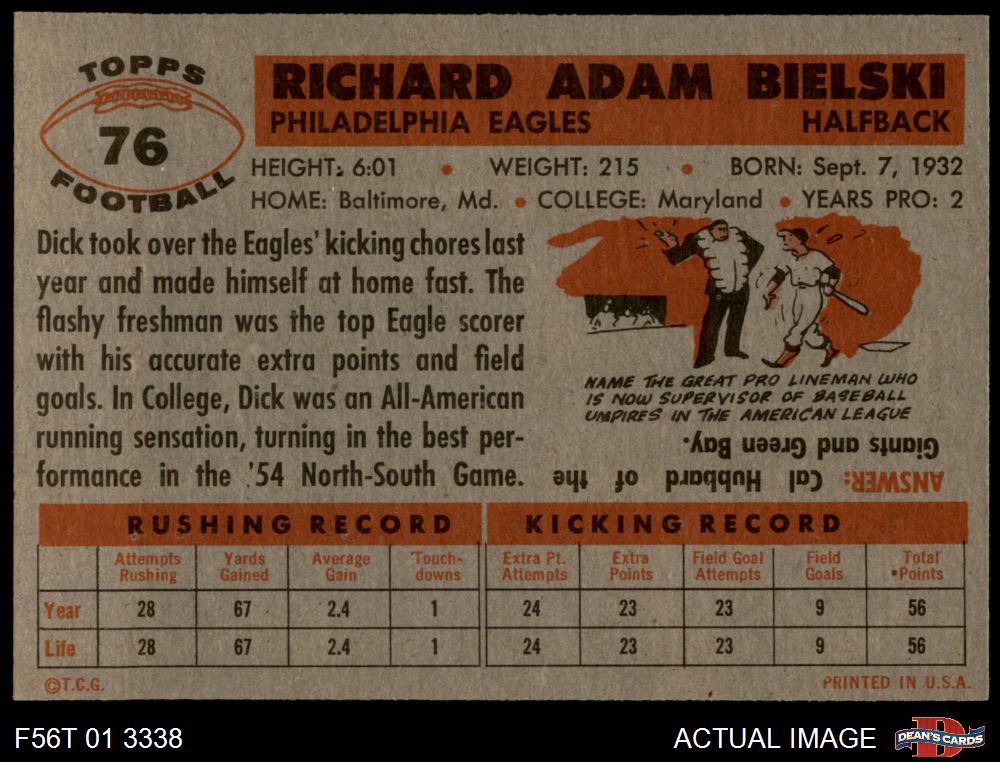 TOPPS
76
FOOTBALL
RICHARD ADAM BIELSKI
PHILADELPHIA EAGLES HALFBACK
HEIGHT: 6:01 • WEIGHT: 215 • BORN: Sept. 7, 1932
HOME: Baltimore, Md. • COLLEGE: Maryland • YEARS PRO: 2
Dick took over the Eagles' kicking chores last
year and made himself at home fast. The
flashy freshman was the top Eagle scorer
with his accurate extra points and field
goals. In College, Dick was an All-American
running sensation, turning in the best per-
formance in the '54 North-South Game.
NAME THE GREAT PRO LINEMAN WHO
IS NOW SUPERVISOR OF BASEBALL
UMPIRES IN THE AMERICAN LEAGUE
ANSWER: Cal Hubbard of the
Giants and Green Bay.
RUSHING RECORD KICKING RECORD
Attempts Rushing Yards Gained Average Gain Touch-downs Extra Pt. Attempts Extra Points Field Goal Attempts Field Goals Total Points
Year 28 67 2.4 1 24 23 23 9 56
Life 28 67 2.4 1 24 23 23 9 56
©T.C.G. PRINTED IN U.S.A.
F56T 01 3338 ACTUAL IMAGE DEAN'S CARDS